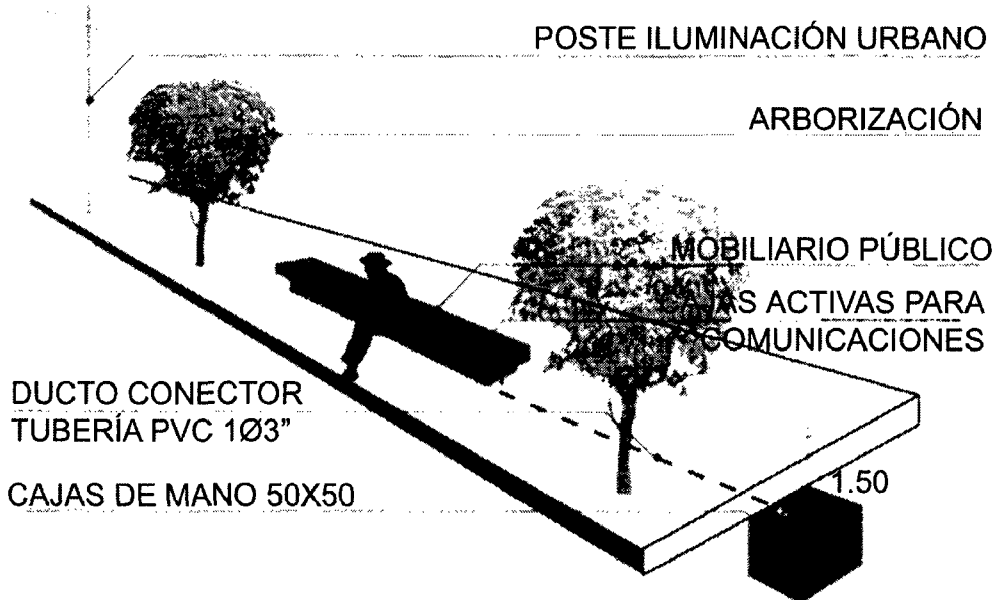 POSTE ILUMINACIÓN URBANO
ARBORIZACIÓN
MOBILIARIO PÚBLICO
ACTIVAS PARA
COMUNICACIONES
DUCTO CONECTOR
TUBERÍA PVC 1Ø3”
CAJAS DE MANO 50X50
1.50